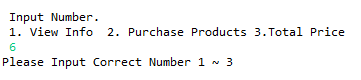 Input Number.
1. View Info  2. Purchase Products 3.Total Price
6
Please Input Correct Number 1 ~ 3